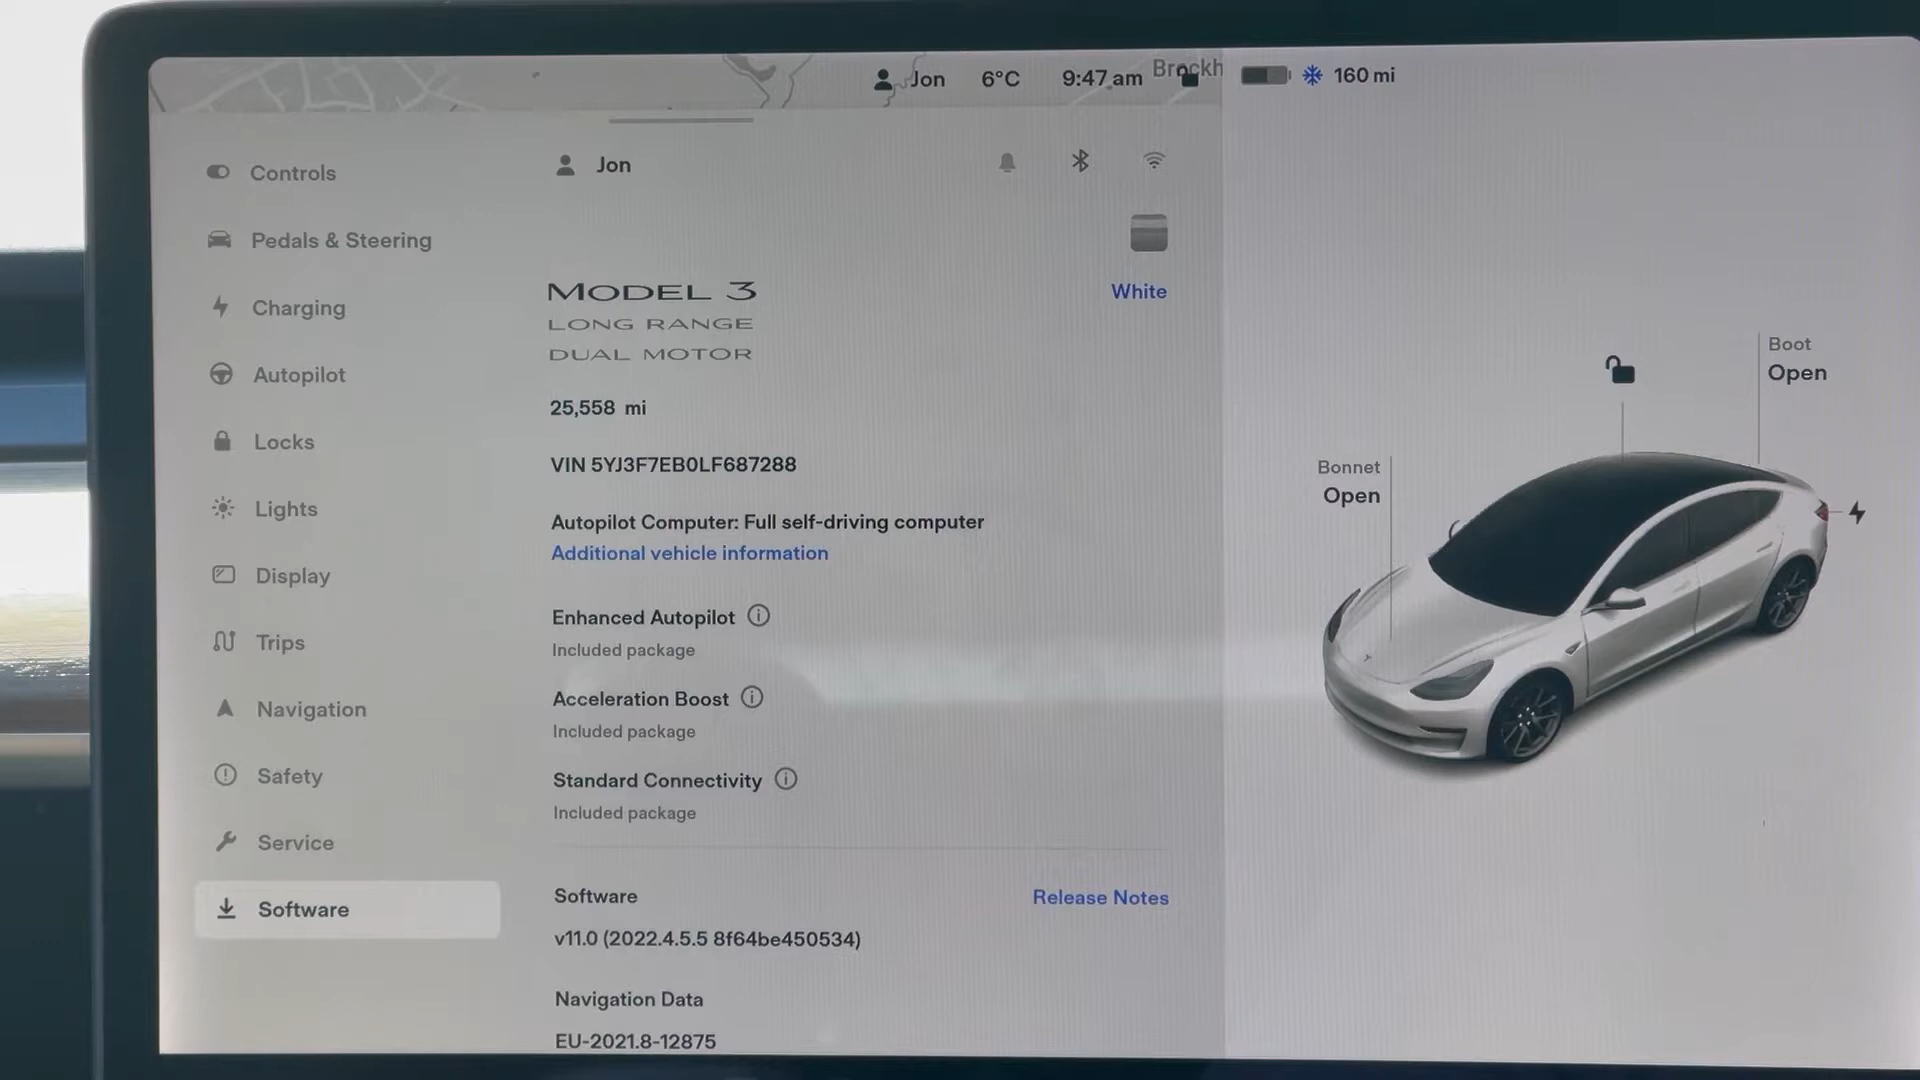 Jon 6°C 9:47 am Brockh 160 mi
Controls
Pedals & Steering
Charging
Autopilot
Locks
Lights
Display
Trips
Navigation
Safety
Service
Software
Jon
MODEL 3
LONG RANGE
DUAL MOTOR
White
25,558 mi
VIN 5YJ3F7EB0LF687288
Autopilot Computer: Full self-driving computer
Additional vehicle information
Enhanced Autopilot
Included package
Acceleration Boost
Included package
Standard Connectivity
Included package
Software
Release Notes
v11.0 (2022.4.5.5 8f64be450534)
Navigation Data
EU-2021.8-12875
Boot
Open
Bonnet
Open